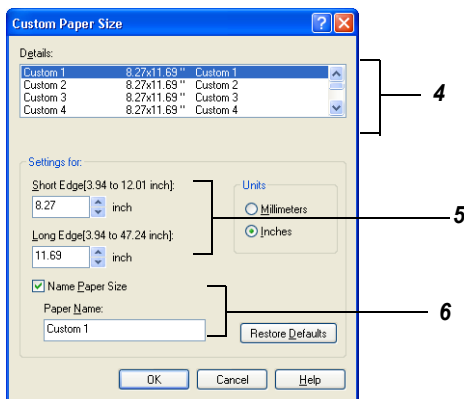 Custom Paper Size
Details:
Custom 1 8.27x11.69 " Custom 1
Custom 2 8.27x11.69 " Custom 2
Custom 3 8.27x11.69 " Custom 3
Custom 4 8.27x11.69 " Custom 4
4
Settings for:
Short Edge[3.94 to 12.01 inch]:
8.27 inch
Units
Millimeters
Inches
5
Long Edge[3.94 to 47.24 inch]:
11.69 inch
Name Paper Size
Paper Name:
Custom 1
6
Restore Defaults
OK Cancel Help